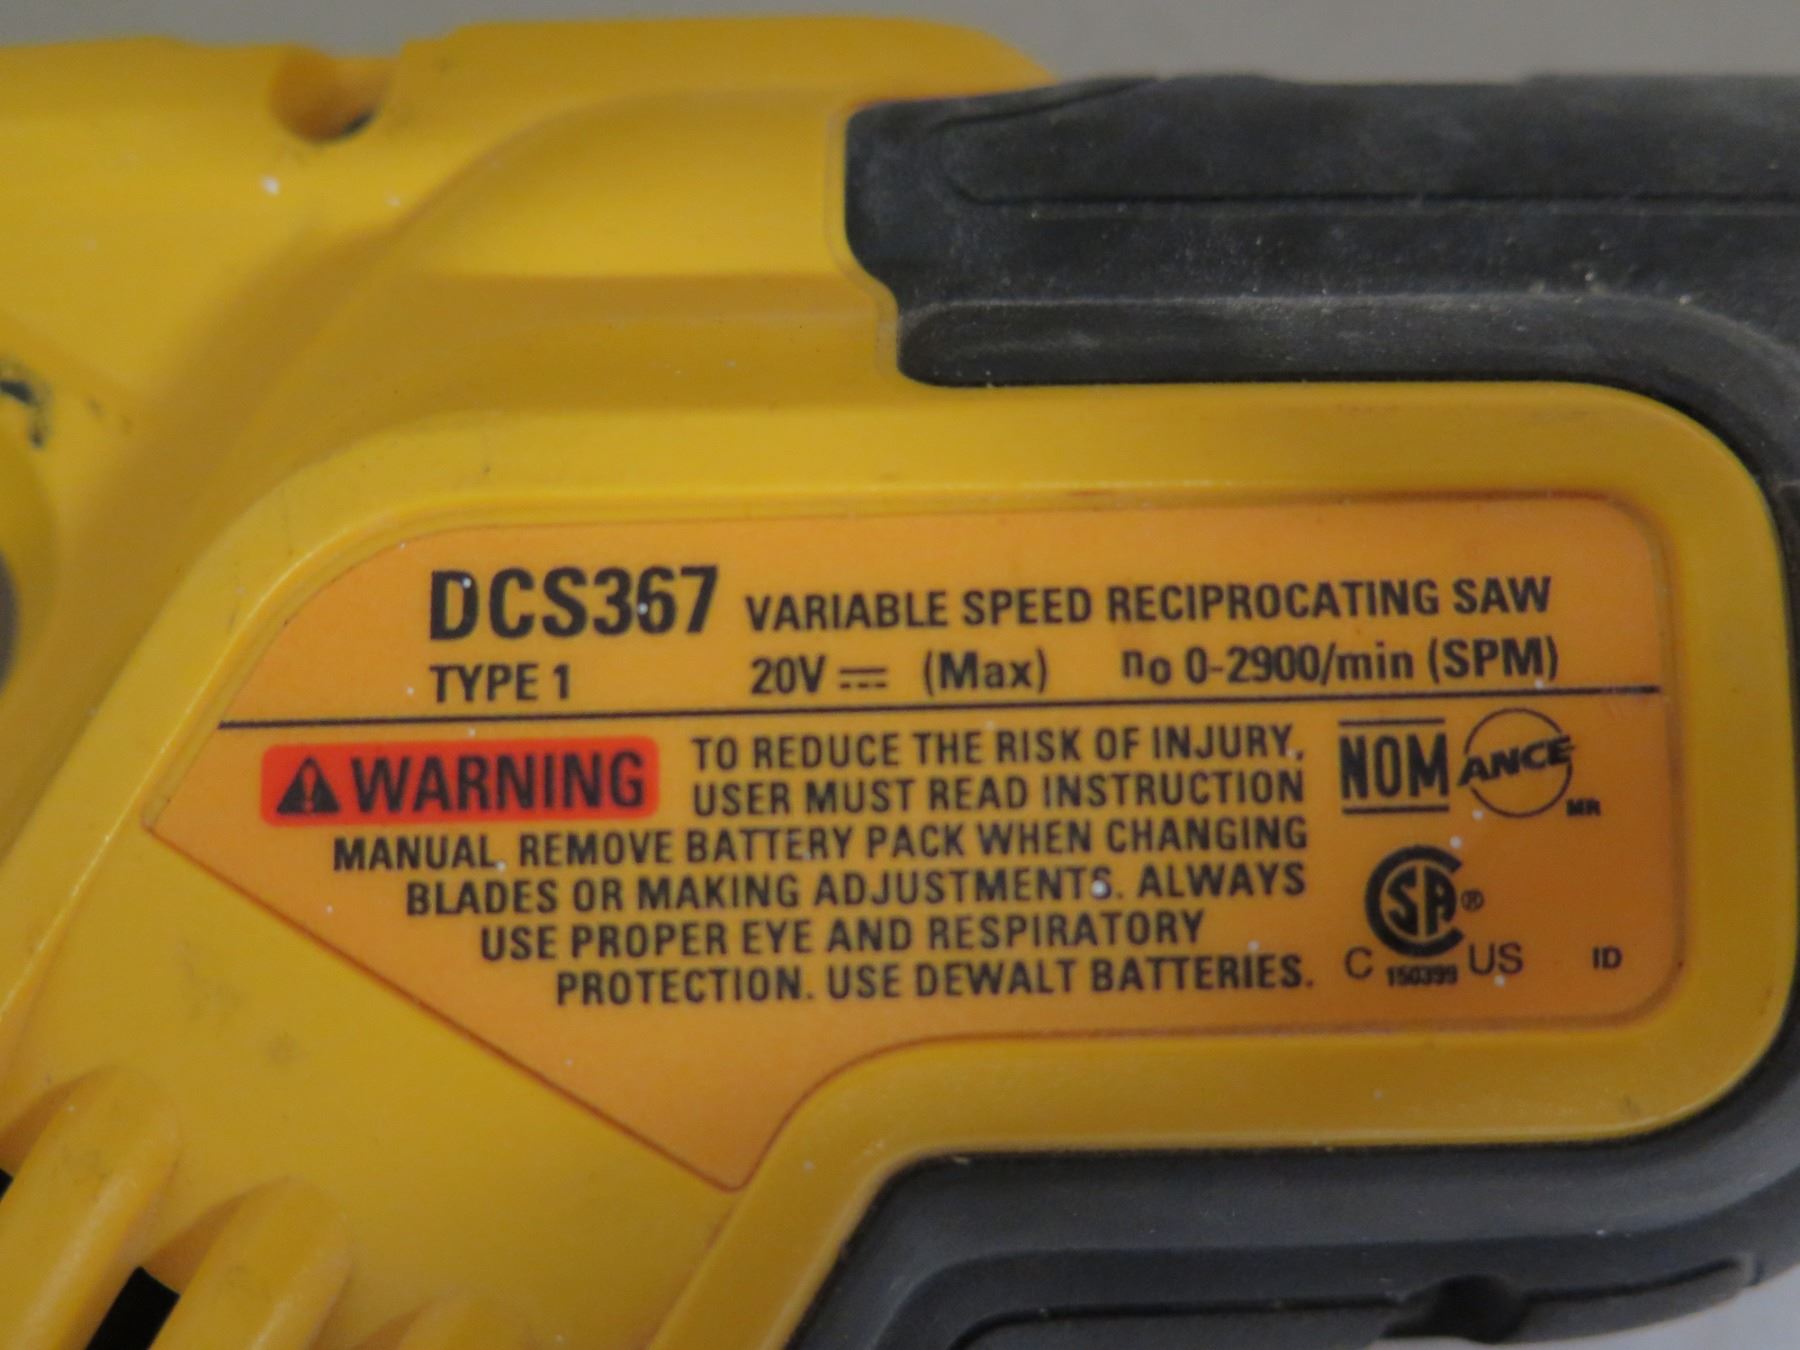 DCS367 VARIABLE SPEED RECIPROCATING SAW
TYPE 1 20V ⎓ (Max) no 0-2900/min (SPM)
WARNING TO REDUCE THE RISK OF INJURY,
USER MUST READ INSTRUCTION
MANUAL. REMOVE BATTERY PACK WHEN CHANGING
BLADES OR MAKING ADJUSTMENTS. ALWAYS
USE PROPER EYE AND RESPIRATORY
PROTECTION. USE DEWALT BATTERIES.
NOM ANCE MR
SA®
C 150399 US ID